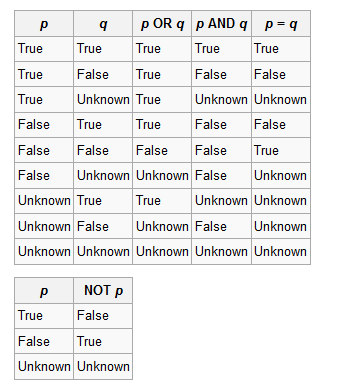 p q p OR q p AND q p = q
True True True True True
True False True False False
True Unknown True Unknown Unknown
False True True False False
False False False False True
False Unknown Unknown False Unknown
Unknown True True Unknown Unknown
Unknown False Unknown False Unknown
Unknown Unknown Unknown Unknown Unknown
p NOT p
True False
False True
Unknown Unknown